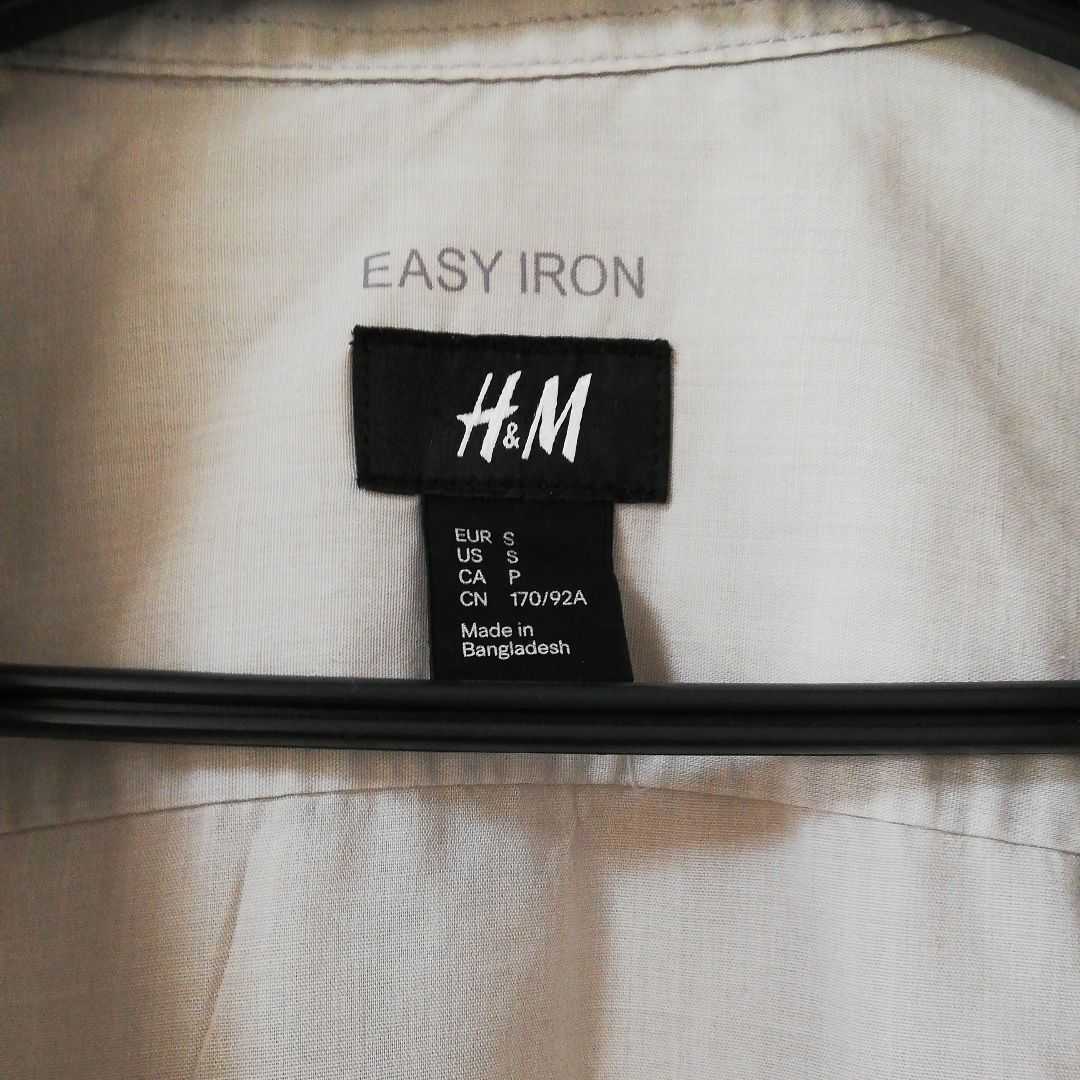 EASY IRON
H&M
EUR S
US S
CA P
CN 170/92A
Made in
Bangladesh